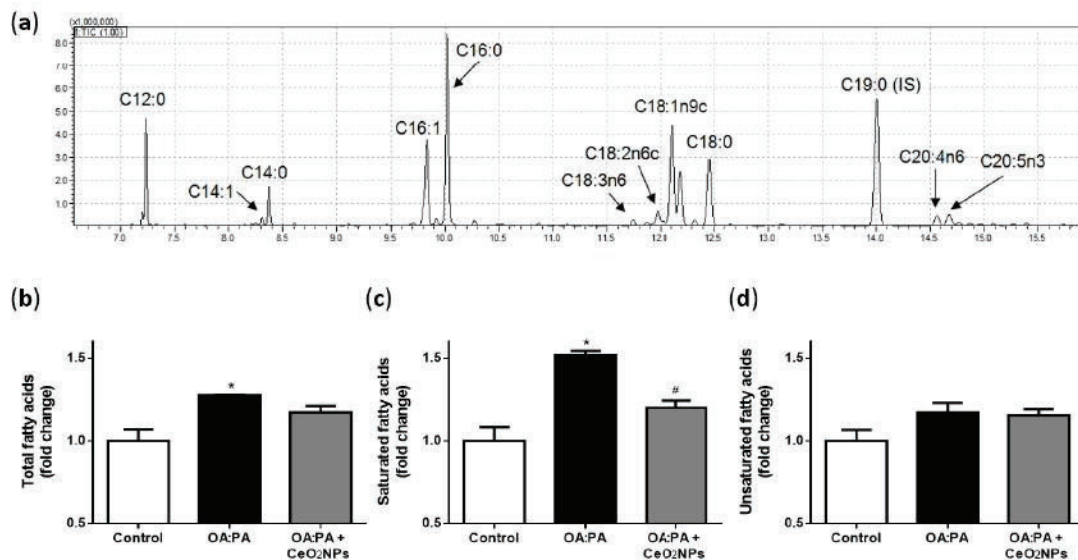 (a)
(x1,000,000)
TIC (1.00)
8.0
7.0
6.0
5.0
4.0
3.0
2.0
1.0
C12:0
C14:1
C14:0
C16:1
C16:0
C18:3n6
C18:2n6c
C18:1n9c
C18:0
C19:0 (IS)
C20:4n6
C20:5n3
7.0 7.5 8.0 8.5 9.0 9.5 10.0 10.5 11.0 11.5 12.0 12.5 13.0 13.5 14.0 14.5 15.0 15.5
(b)
Total fatty acids
(fold change)
1.5
1.0
0.5
*
Control OA:PA OA:PA +
CeO2NPs
(c)
Saturated fatty acids
(fold change)
1.5
1.0
0.5
*
#
Control OA:PA OA:PA +
CeO2NPs
(d)
Unsaturated fatty acids
(fold change)
1.5
1.0
0.5
Control OA:PA OA:PA +
CeO2NPs